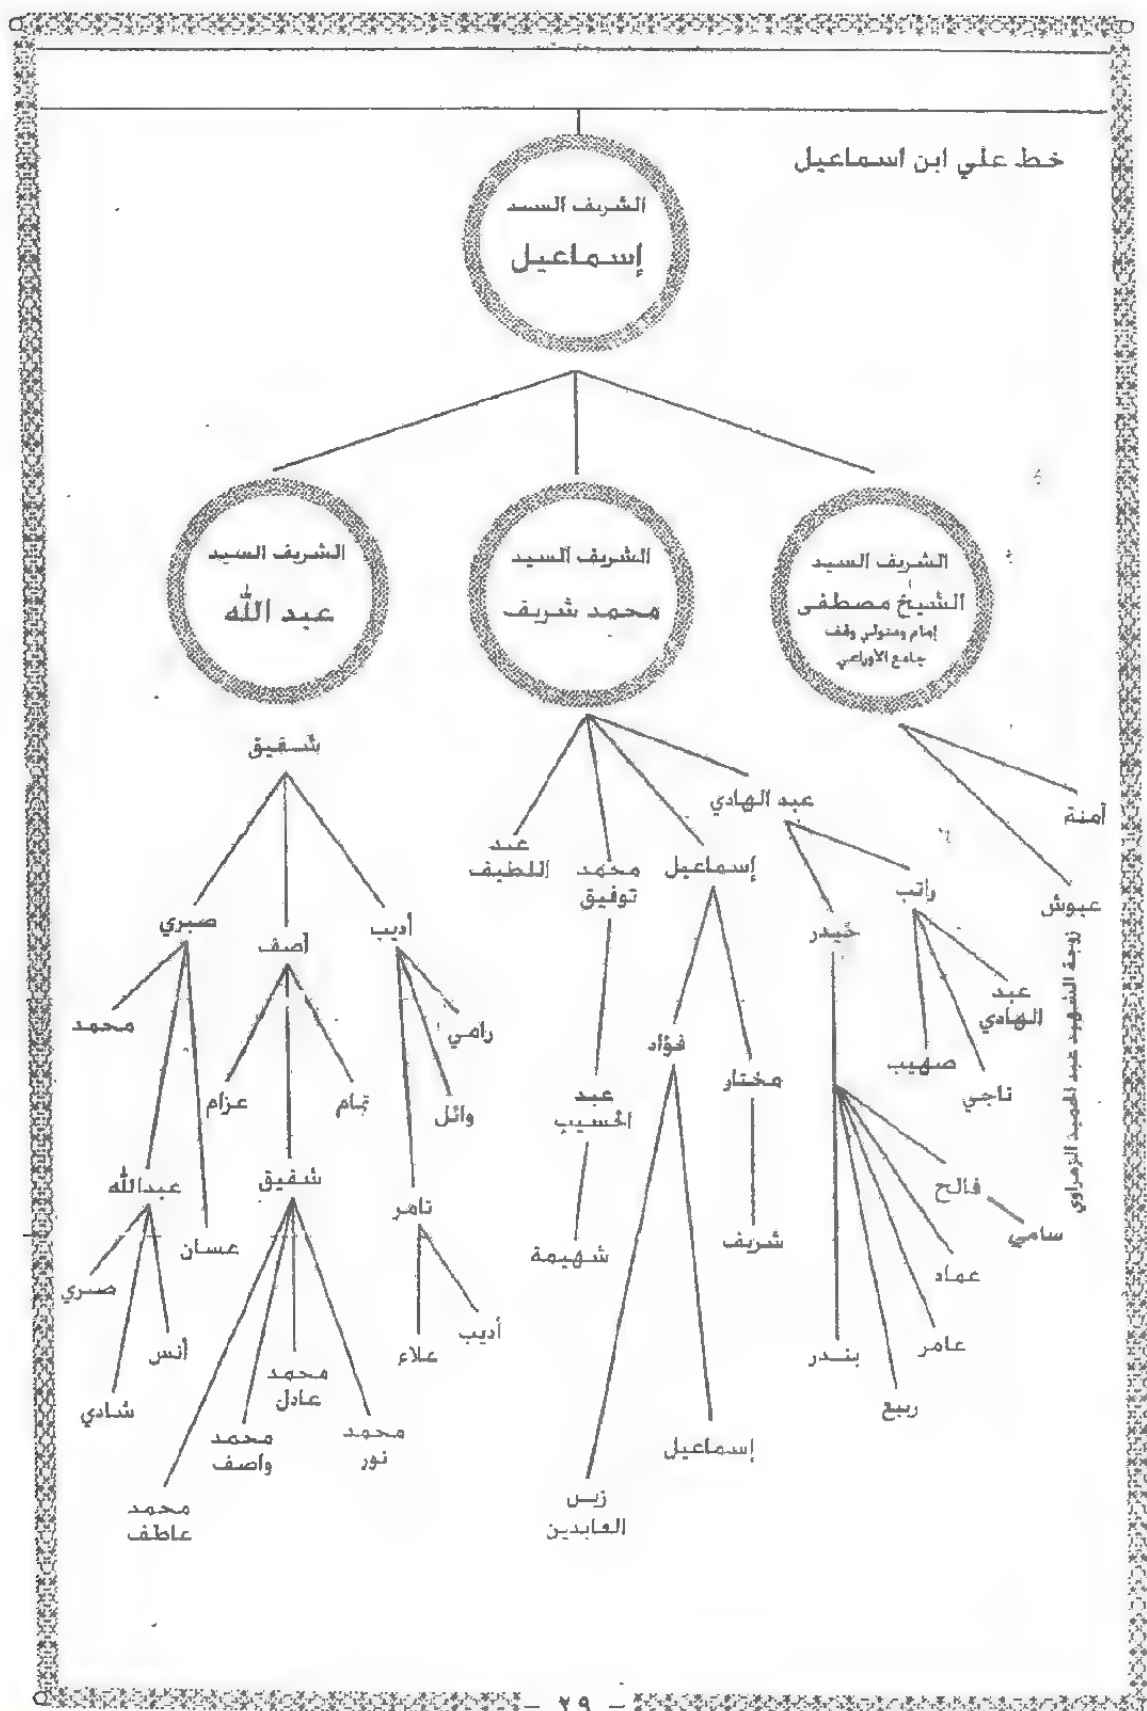 خط علي ابن اسماعيل
الشريف السيد
إسماعيل
الشريف السيد
الشيخ مصطفى
إمام ومتولي وقف
جامع الأوزاعي
الشريف السيد
محمد شريف
الشريف السيد
عبد الله
آمنة
عبوش
زوجة الشهيد عبد الحميد الزهراوي
عبد الهادي
إسماعيل
محمد
توفيق
عبد
اللطيف
شفيق
راتب
حيدر
عبد
الهادي
ناجي
صهيب
فالح
سامي
عماد
عامر
ربيع
بندر
مختار
فؤاد
شريف
إسماعيل
زين
العابدين
عبد
الحسيب
شهيمة
أديب
آصف
صبري
رامي
وائل
تامر
أديب
علاء
تمام
شفيق
عزام
محمد
نور
محمد
عادل
محمد
واصف
محمد
عاطف
غسان
عبدالله
محمد
أنس
شادي
صبري
- ٢٩ -